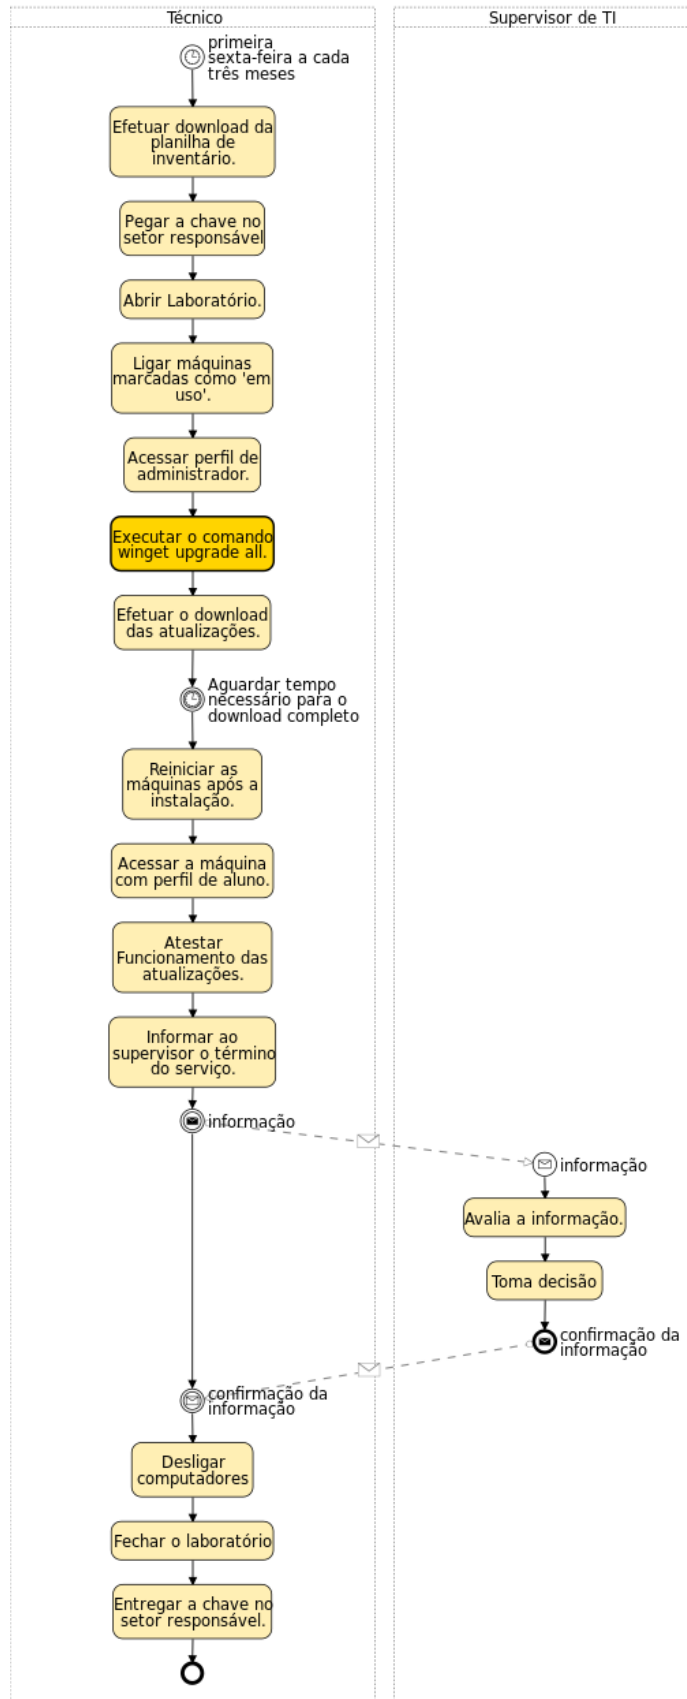 Técnico
Supervisor de TI
primeira
sexta-feira a cada
três meses
Efetuar download da
planilha de
inventário.
Pegar a chave no
setor responsável
Abrir Laboratório.
Ligar máquinas
marcadas como 'em
uso'.
Acessar perfil de
administrador.
Executar o comando
winget upgrade all.
Efetuar o download
das atualizações.
Aguardar tempo
necessário para o
download completo
Reiniciar as
máquinas após a
instalação.
Acessar a máquina
com perfil de aluno.
Atestar
Funcionamento das
atualizações.
Informar ao
supervisor o término
do serviço.
informação
informação
Avalia a informação.
Toma decisão
confirmação da
informação
confirmação da
informação
Desligar
computadores
Fechar o laboratório
Entregar a chave no
setor responsável.